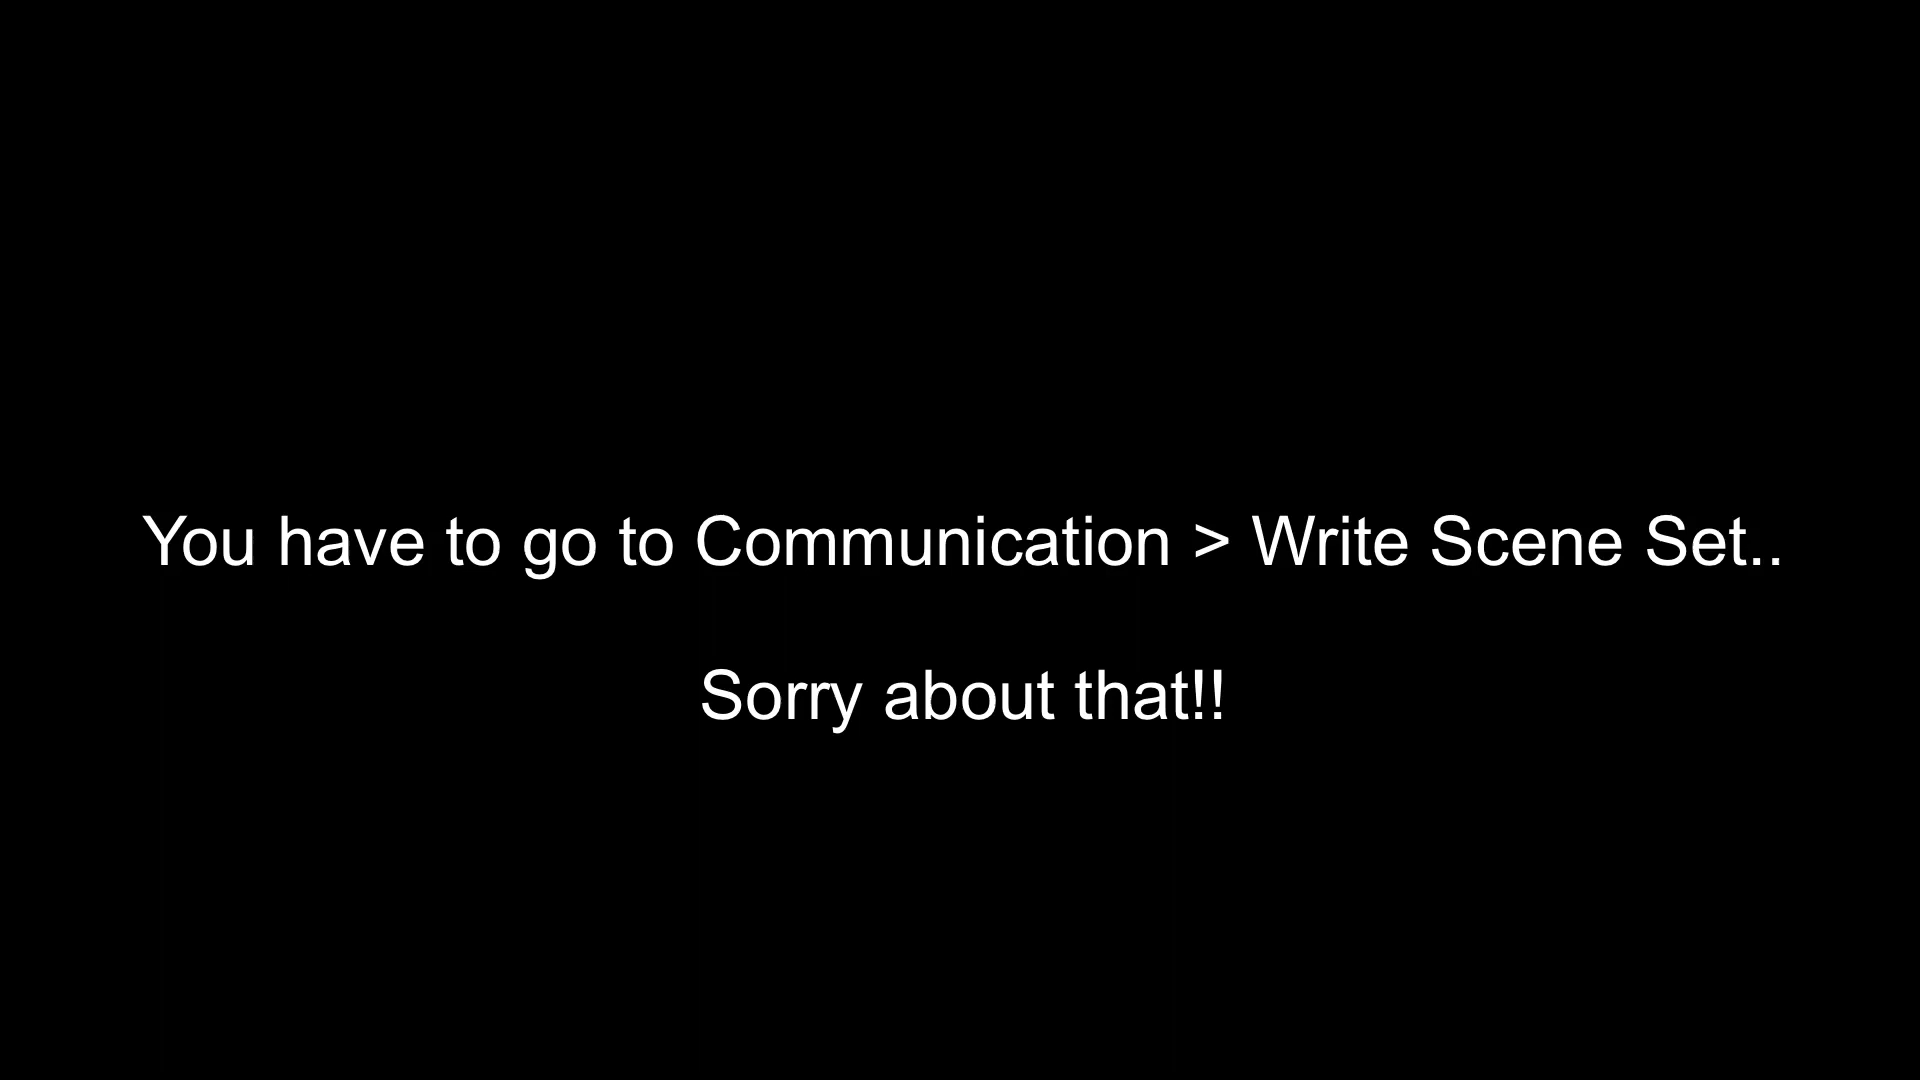 You have to go to Communication > Write Scene Set..
Sorry about that!!